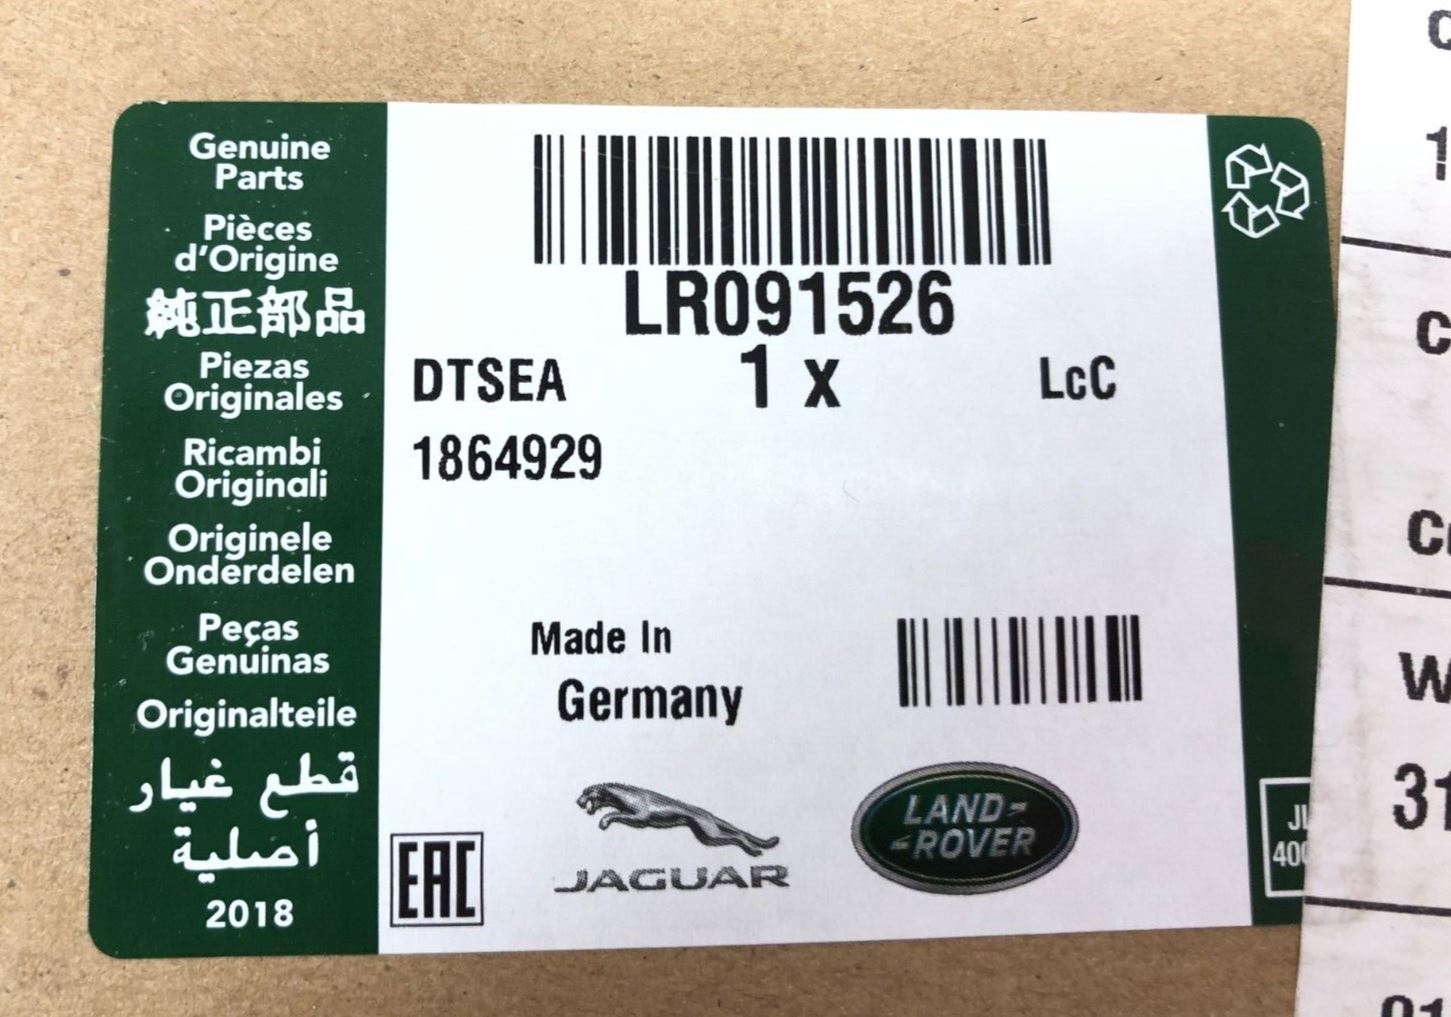 Genuine
Parts
Pièces
d'Origine
純正部品
Piezas
Originales
Ricambi
Originali
Originele
Onderdelen
Peças
Genuinas
Originalteile
قطع غيار
أصلية
2018
LR091526
DTSEA 1 x LcC
1864929
Made In
Germany
EAC
JAGUAR
LAND-
-ROVER
31